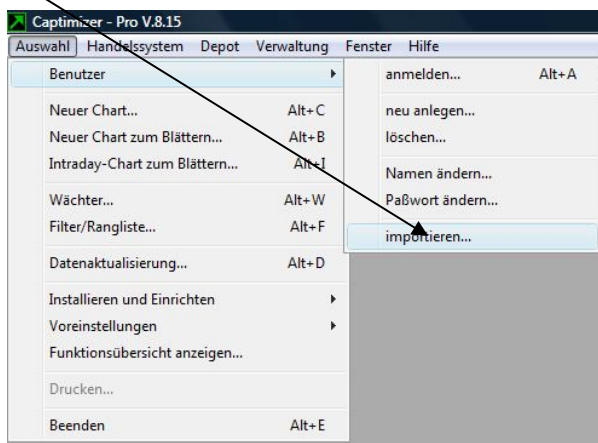 Captimizer - Pro V.8.15
Auswahl Handelssystem Depot Verwaltung Fenster Hilfe
Benutzer
Neuer Chart... Alt+C
Neuer Chart zum Blättern... Alt+B
Intraday-Chart zum Blättern... Alt+I
Wächter... Alt+W
Filter/Rangliste... Alt+F
Datenaktualisierung... Alt+D
Installieren und Einrichten
Voreinstellungen
Funktionsübersicht anzeigen...
Drucken...
Beenden Alt+E
anmelden... Alt+A
neu anlegen...
löschen...
Namen ändern...
Paßwort ändern...
importieren...